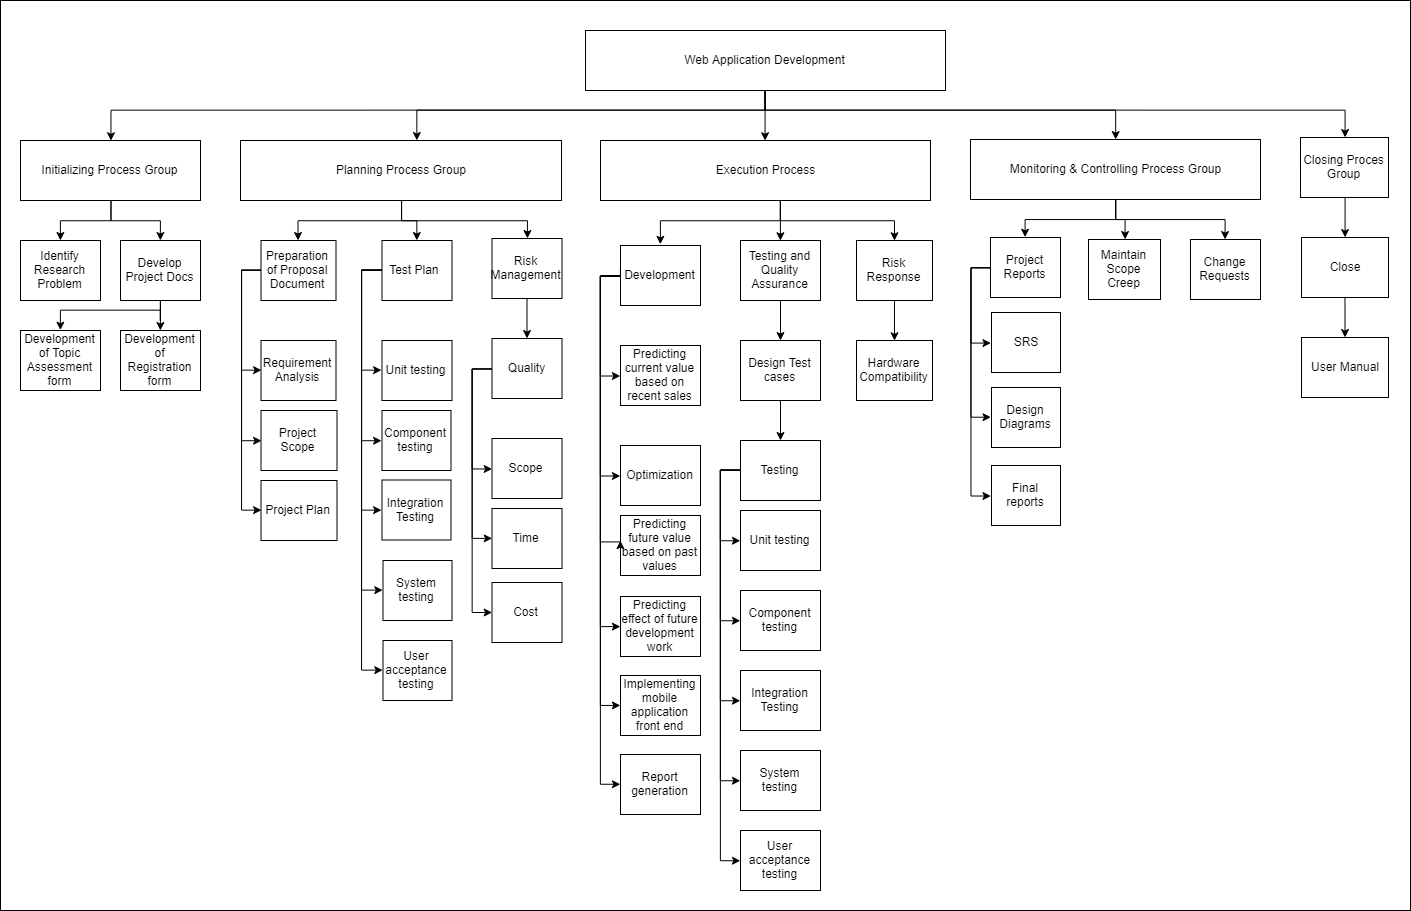 Web Application Development
Initializing Process Group
Planning Process Group
Execution Process
Monitoring & Controlling Process Group
Closing Proces
Group
Identify
Research
Problem
Develop
Project Docs
Development
of Topic
Assessment
form
Development
of
Registration
form
Preparation
of Proposal
Document
Requirement
Analysis
Project
Scope
Project Plan
Test Plan
Unit testing
Component
testing
Integration
Testing
System
testing
User
acceptance
testing
Risk
Management
Quality
Scope
Time
Cost
Development
Predicting
current value
based on
recent sales
Optimization
Predicting
future value
based on past
values
Predicting
effect of future
development
work
Implementing
mobile
application
front end
Report
generation
Testing and
Quality
Assurance
Design Test
cases
Testing
Unit testing
Component
testing
Integration
Testing
System
testing
User
acceptance
testing
Risk
Response
Hardware
Compatibility
Project
Reports
SRS
Design
Diagrams
Final
reports
Maintain
Scope
Creep
Change
Requests
Close
User Manual